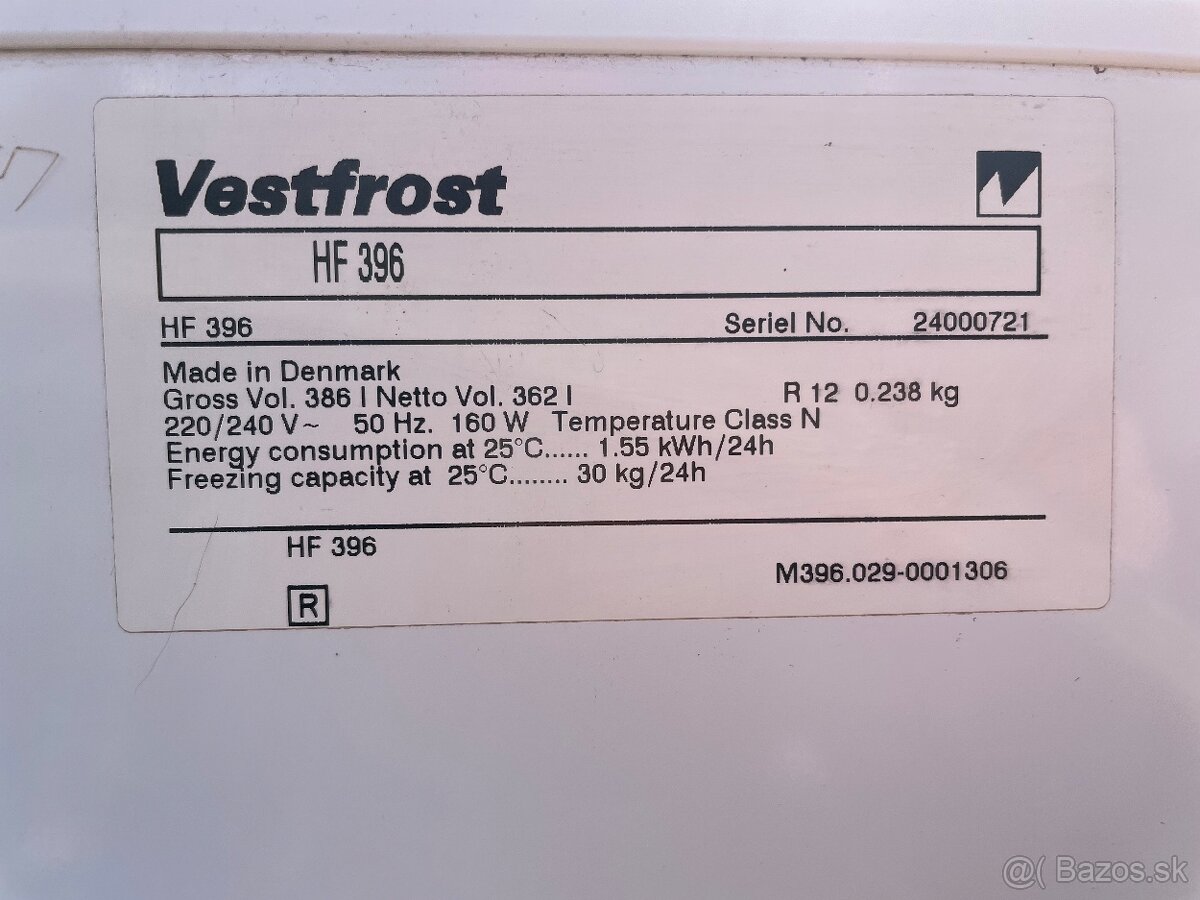 Vestfrost
HF 396
HF 396 Seriel No. 24000721
Made in Denmark
Gross Vol. 386 l Netto Vol. 362 l R 12 0.238 kg
220/240 V~ 50 Hz. 160 W Temperature Class N
Energy consumption at 25°C...... 1.55 kWh/24h
Freezing capacity at 25°C........ 30 kg/24h
HF 396
M396.029-0001306
R
@( Bazos.sk